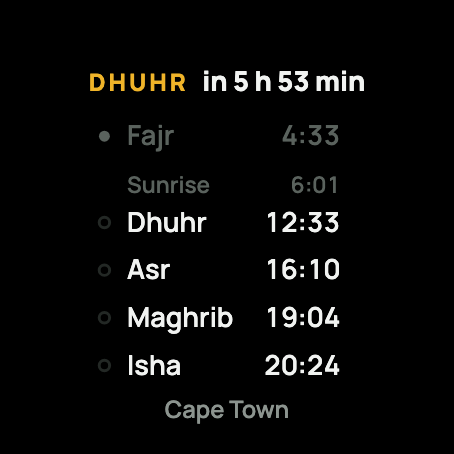 DHUHR in 5 h 53 min
Fajr 4:33
Sunrise 6:01
Dhuhr 12:33
Asr 16:10
Maghrib 19:04
Isha 20:24
Cape Town